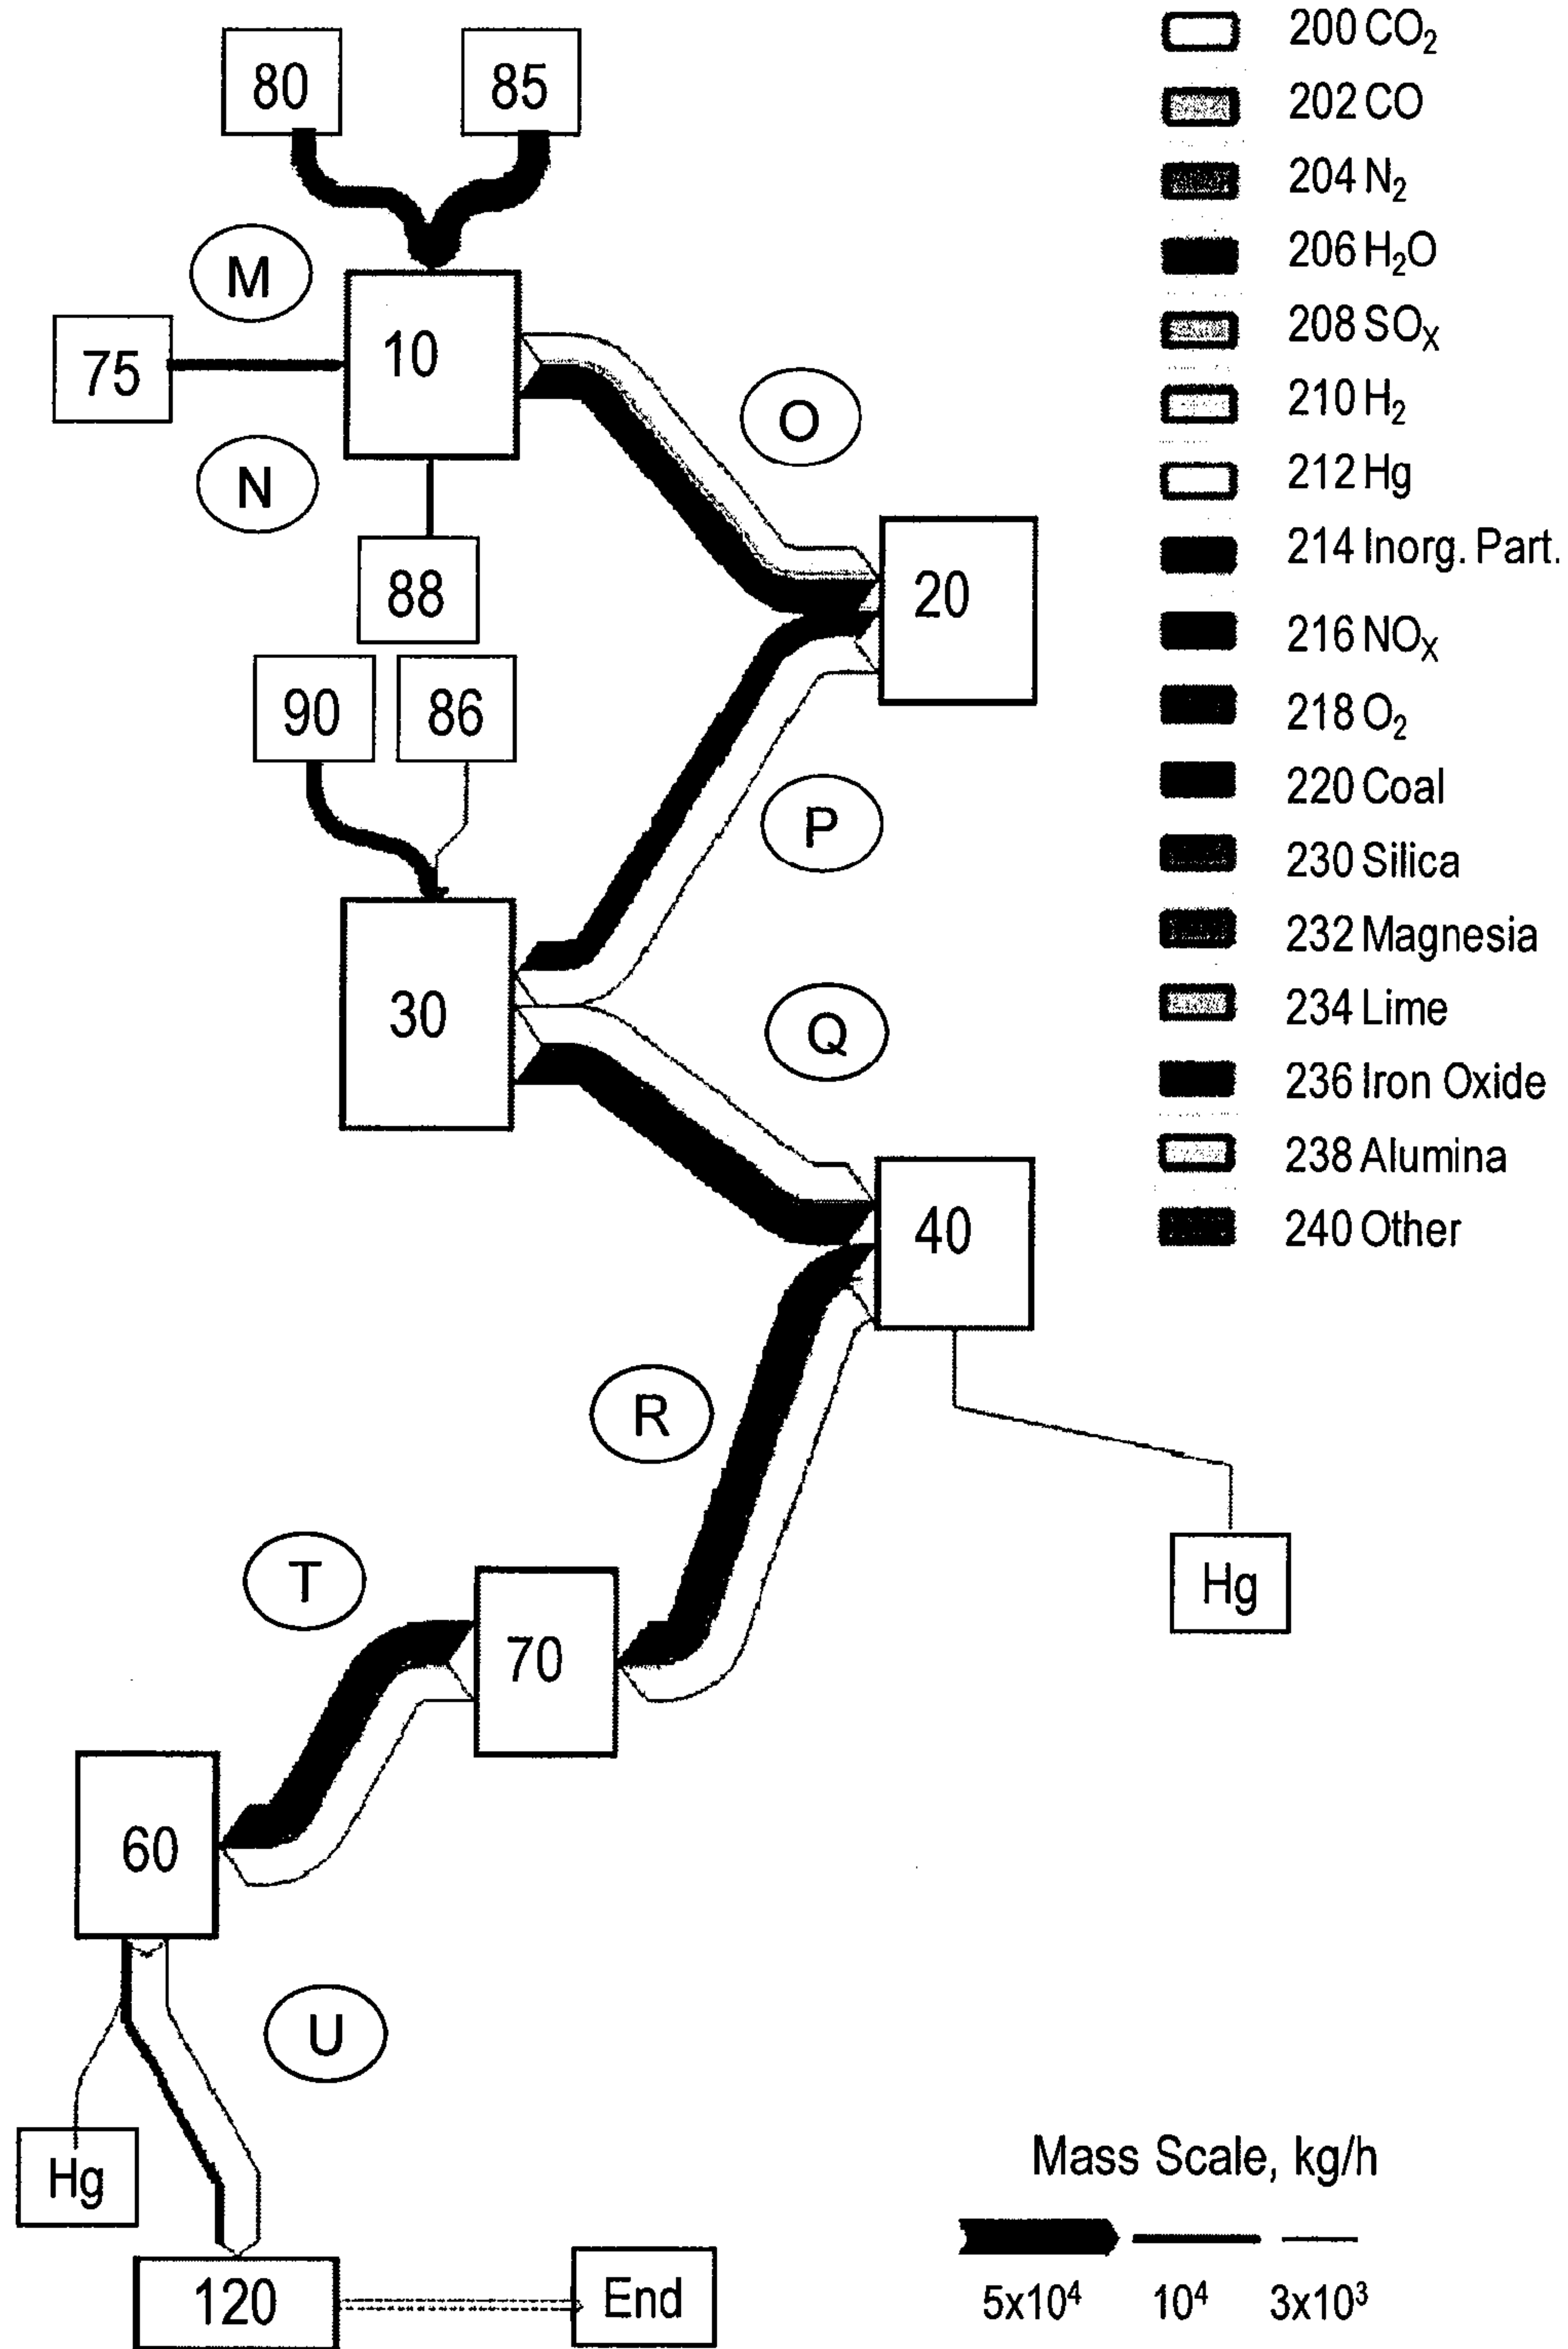 80
85
M
10
75
N
O
88
20
90
86
P
30
Q
40
R
Hg
T
70
60
U
Hg
120
End
200 CO₂
202 CO
204 N₂
206 H₂O
208 SOₓ
210 H₂
212 Hg
214 Inorg. Part.
216 NOₓ
218 O₂
220 Coal
230 Silica
232 Magnesia
234 Lime
236 Iron Oxide
238 Alumina
240 Other
Mass Scale, kg/h
5x10⁴ 10⁴ 3x10³